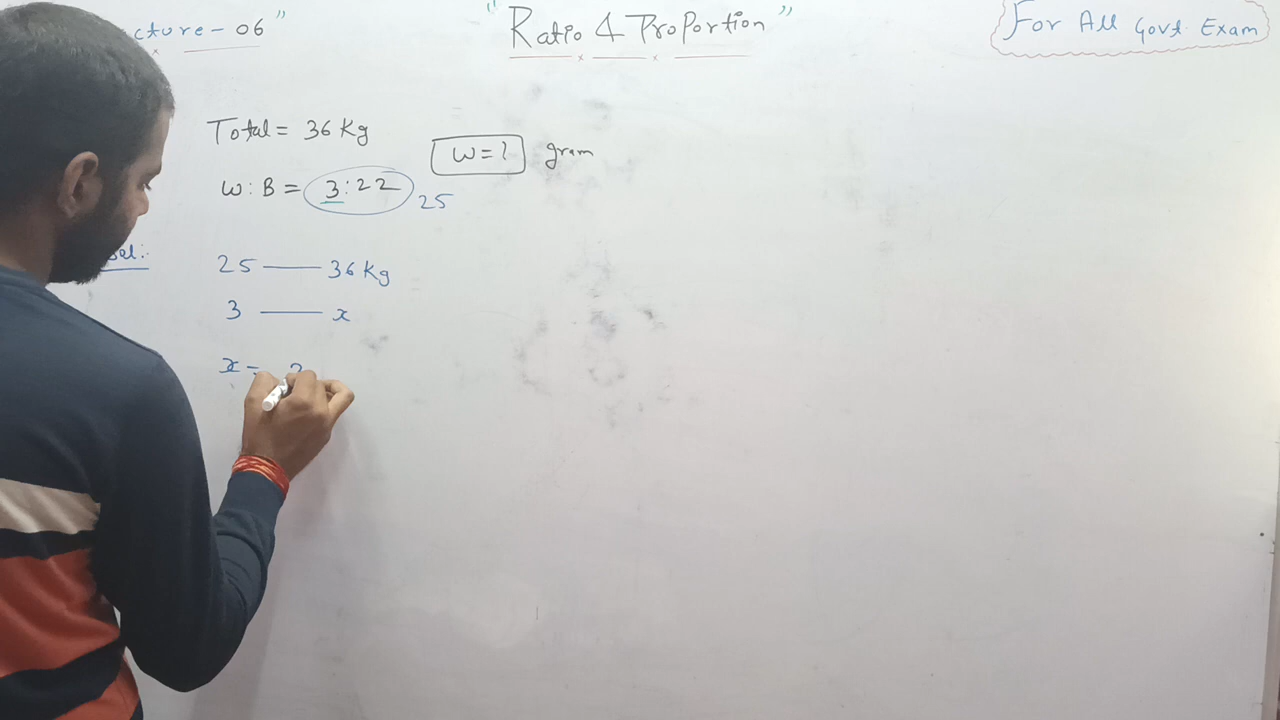 cture - 06 "
" Ratio & Proportion "
For All Govt Exam
Total = 36 Kg
W = ? gram
W : B = 3 : 22
25
Sol:
25 — 36 Kg
3 — x
x =